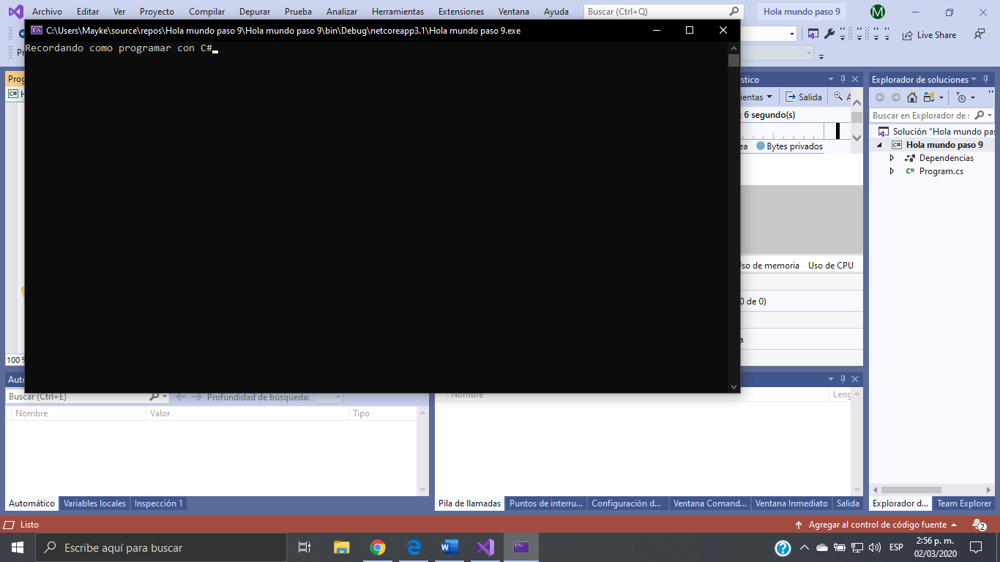 Archivo Editar Ver Proyecto Compilar Depurar Prueba Analizar Herramientas Extensiones Ventana Ayuda Buscar (Ctrl+Q) Hola mundo paso 9 M
C:\Users\Mayke\source\repos\Hola mundo paso 9\Hola mundo paso 9\bin\Debug\netcoreapp3.1\Hola mundo paso 9.exe
Live Share
Recordando como programar con C#
Explorador de soluciones
Salida
: 6 segundo(s)
Buscar en Explorador de s
Solución "Hola mundo pas
Bytes privados
C# Hola mundo paso 9
Dependencias
C# Program.cs
Uso de memoria Uso de CPU
0 de 0)
100 %
Buscar (Ctrl+E) Profundidad de búsqueda:
Nombre Valor Tipo
Nombre Leng
Automático Variables locales Inspección 1
Pila de llamadas Puntos de interru... Configuración d... Ventana Comand... Ventana Inmediato Salida
Explorador d... Team Explorer
Listo
Agregar al control de código fuente 2
Escribe aquí para buscar
ESP
2:56 p. m.
02/03/2020